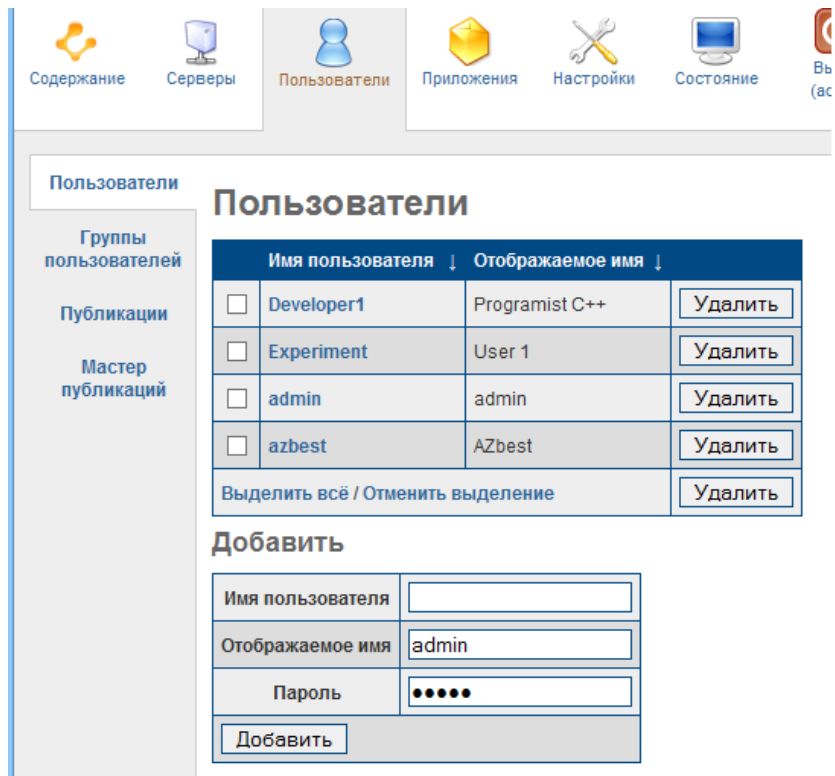 Содержание Серверы Пользователи Приложения Настройки Состояние
Пользователи
Группы
пользователей
Публикации
Мастер
публикаций
Пользователи
Имя пользователя ↓ Отображаемое имя ↓
Developer1 Programist C++ Удалить
Experiment User 1 Удалить
admin admin Удалить
azbest AZbest Удалить
Выделить всё / Отменить выделение Удалить
Добавить
Имя пользователя
Отображаемое имя admin
Пароль •••••
Добавить